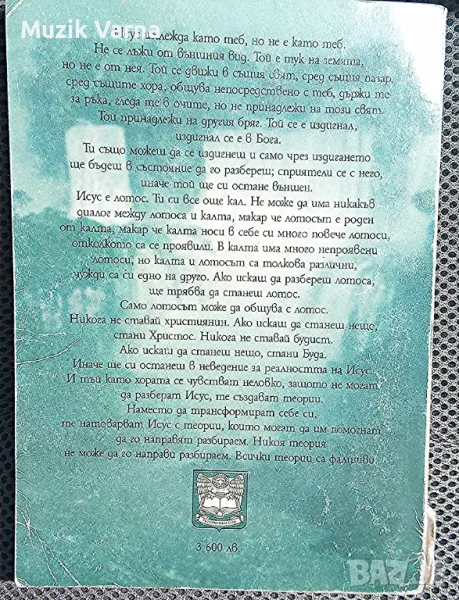 Muzik Varna
Исус изглежда като теб, но не е като теб.
Не се лъжи от външния вид. Той е тук на земята,
но не е от нея. Той се движи в същия свят, сред същия пазар,
сред същите хора, общува непосредствено с теб, държи те
за ръка, гледа те в очите, но не принадлежи на този свят.
Той принадлежи на другия бряг. Той се е издигнал,
издигнал се е в Бога.
Ти също можеш да се издигнеш и само чрез издигането
ще бъдеш в състояние да го разбереш; сприятели се с него,
иначе той ще си остане външен.
Исус е лотос. Ти си все още кал. Не може да има никакъв
диалог между лотоса и калта, макар че лотосът е роден
от калта, макар че калта носи в себе си много повече лотоси,
отколкото са се проявили. В калта има много непроявени
лотоси, но калта и лотосът са толкова различни,
чужди са си едно на друго. Ако искаш да разбереш лотоса,
ще трябва да станеш лотос.
Само лотосът може да общува с лотос.
Никога не ставай християнин. Ако искаш да станеш нещо,
стани Христос. Никога не ставай будист.
Ако искаш да станеш нещо, стани Буда.
Иначе ще си останеш в неведение за реалността на Исус.
И тъй като хората се чувстват неловко, защото не могат
да разберат Исус, те създават теории.
Наместо да трансформират себе си,
те натоварват Исус с теории, които могат да им помогнат
да го направят разбираем. Никоя теория
не може да го направи разбираем. Всички теории са фалшиви.
3 600 лв.
BAZAR